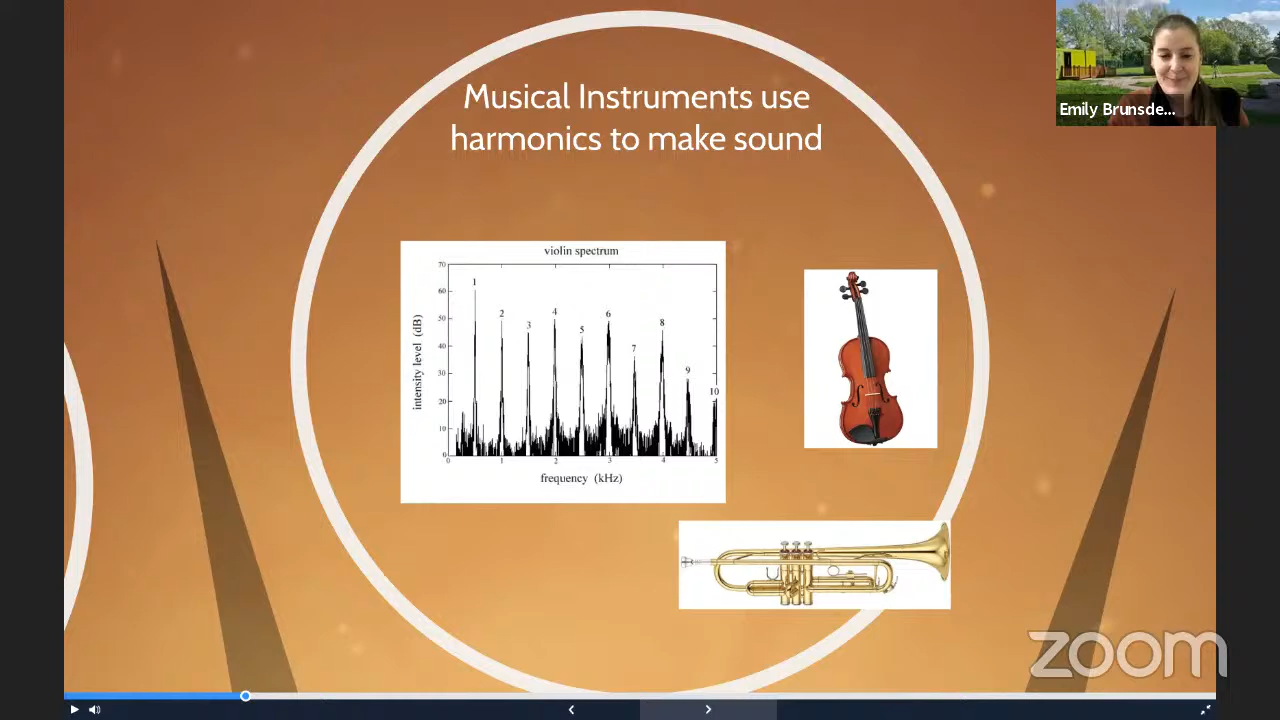 Musical Instruments use
harmonics to make sound
Emily Brunsde...
violin spectrum
intensity level (dB)
70
60
50
40
30
20
10
0
1
2
3
4
5
6
7
8
9
10
0 1 2 3 4 5
frequency (kHz)
zoom